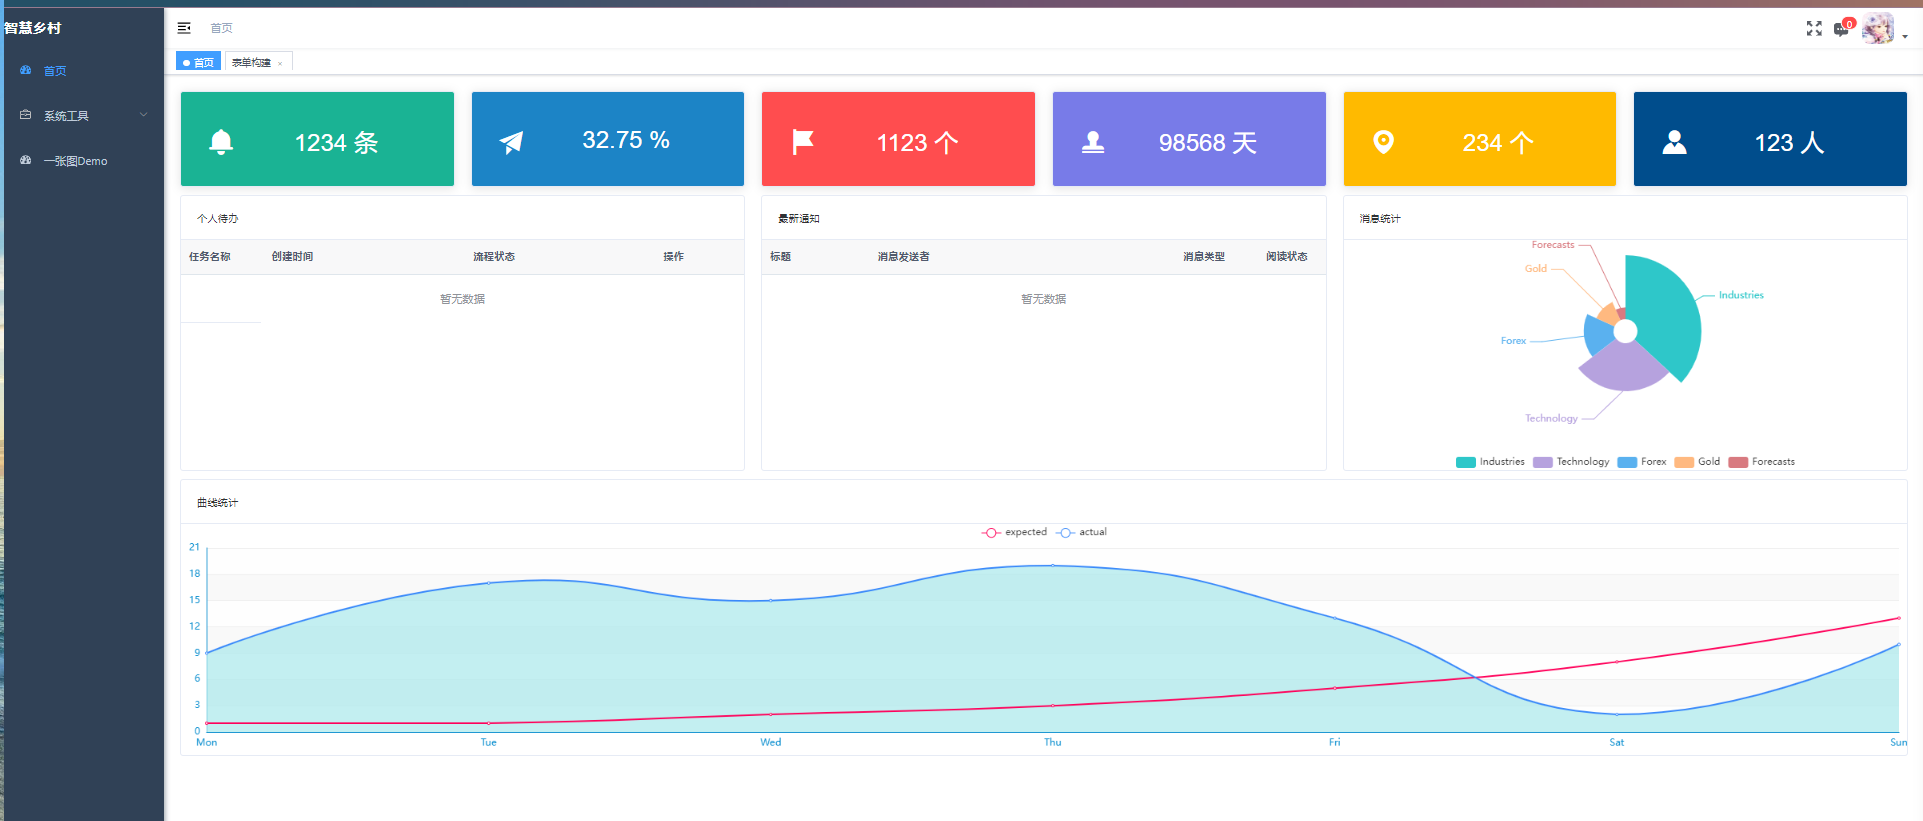 智慧乡村
首页
系统工具
一张图Demo
首页
0
首页
表单构建 ×
1234 条
32.75 %
1123 个
98568 天
234 个
123 人
个人待办
任务名称 创建时间 流程状态 操作
暂无数据
最新通知
标题 消息发送者 消息类型 阅读状态
暂无数据
消息统计
Forecasts
Gold
Industries
Forex
Technology
Industries Technology Forex Gold Forecasts
曲线统计
expected actual
21
18
15
12
9
6
3
0
Mon Tue Wed Thu Fri Sat Sun